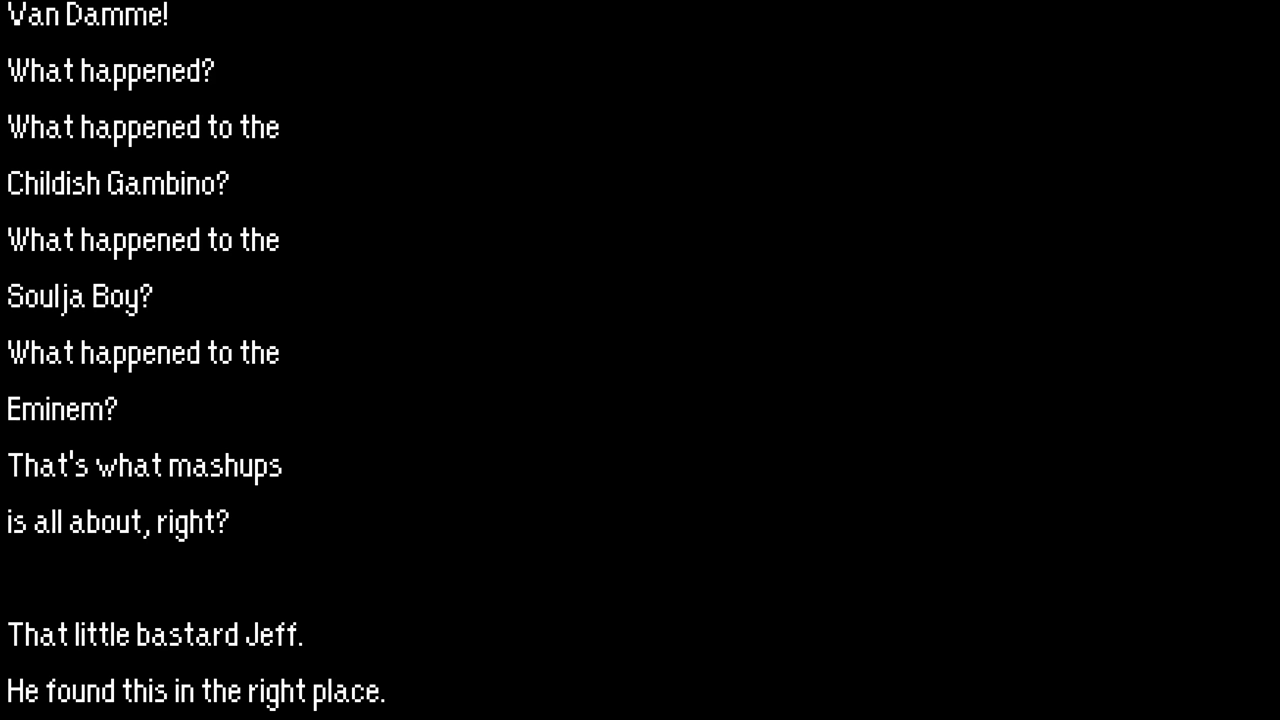 Van Damme!
What happened?
What happened to the
Childish Gambino?
What happened to the
Soulja Boy?
What happened to the
Eminem?
That's what mashups
is all about, right?
That little bastard Jeff.
He found this in the right place.